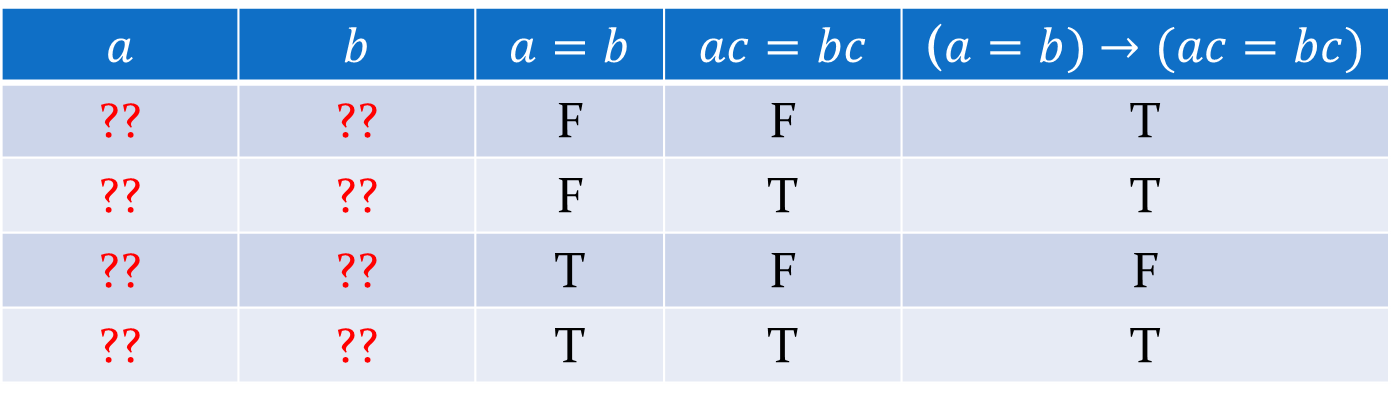 a b a = b ac = bc (a = b) → (ac = bc)
?? ?? F F T
?? ?? F T T
?? ?? T F F
?? ?? T T T